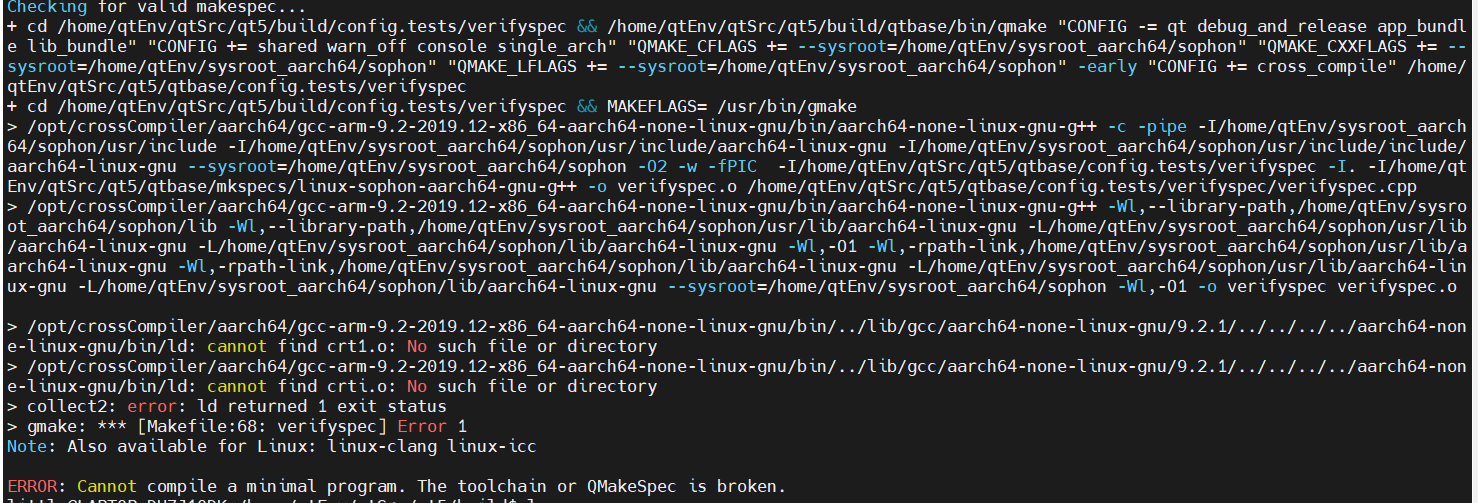 Checking for valid makespec...
+ cd /home/qtEnv/qtSrc/qt5/build/config.tests/verifyspec && /home/qtEnv/qtSrc/qt5/build/qtbase/bin/qmake "CONFIG -= qt debug_and_release app_bundl
e lib_bundle" "CONFIG += shared warn_off console single_arch" "QMAKE_CFLAGS += --sysroot=/home/qtEnv/sysroot_aarch64/sophon" "QMAKE_CXXFLAGS += --
sysroot=/home/qtEnv/sysroot_aarch64/sophon" "QMAKE_LFLAGS += --sysroot=/home/qtEnv/sysroot_aarch64/sophon" -early "CONFIG += cross_compile" /home/
qtEnv/qtSrc/qt5/qtbase/config.tests/verifyspec
+ cd /home/qtEnv/qtSrc/qt5/build/config.tests/verifyspec && MAKEFLAGS= /usr/bin/gmake
> /opt/crossCompiler/aarch64/gcc-arm-9.2-2019.12-x86_64-aarch64-none-linux-gnu/bin/aarch64-none-linux-gnu-g++ -c -pipe -I/home/qtEnv/sysroot_aarch
64/sophon/usr/include -I/home/qtEnv/sysroot_aarch64/sophon/usr/include/aarch64-linux-gnu -I/home/qtEnv/sysroot_aarch64/sophon/usr/include/include/
aarch64-linux-gnu --sysroot=/home/qtEnv/sysroot_aarch64/sophon -O2 -w -fPIC  -I/home/qtEnv/qtSrc/qt5/qtbase/config.tests/verifyspec -I. -I/home/qt
Env/qtSrc/qt5/qtbase/mkspecs/linux-sophon-aarch64-gnu-g++ -o verifyspec.o /home/qtEnv/qtSrc/qt5/qtbase/config.tests/verifyspec/verifyspec.cpp
> /opt/crossCompiler/aarch64/gcc-arm-9.2-2019.12-x86_64-aarch64-none-linux-gnu/bin/aarch64-none-linux-gnu-g++ -Wl,--library-path,/home/qtEnv/sysro
ot_aarch64/sophon/lib -Wl,--library-path,/home/qtEnv/sysroot_aarch64/sophon/usr/lib/aarch64-linux-gnu -L/home/qtEnv/sysroot_aarch64/sophon/usr/lib
/aarch64-linux-gnu -L/home/qtEnv/sysroot_aarch64/sophon/lib/aarch64-linux-gnu -Wl,-O1 -Wl,-rpath-link,/home/qtEnv/sysroot_aarch64/sophon/usr/lib/a
arch64-linux-gnu -Wl,-rpath-link,/home/qtEnv/sysroot_aarch64/sophon/lib/aarch64-linux-gnu -L/home/qtEnv/sysroot_aarch64/sophon/usr/lib/aarch64-lin
ux-gnu -L/home/qtEnv/sysroot_aarch64/sophon/lib/aarch64-linux-gnu --sysroot=/home/qtEnv/sysroot_aarch64/sophon -Wl,-O1 -o verifyspec verifyspec.o
> /opt/crossCompiler/aarch64/gcc-arm-9.2-2019.12-x86_64-aarch64-none-linux-gnu/bin/../lib/gcc/aarch64-none-linux-gnu/9.2.1/../../../../aarch64-non
e-linux-gnu/bin/ld: cannot find crt1.o: No such file or directory
> /opt/crossCompiler/aarch64/gcc-arm-9.2-2019.12-x86_64-aarch64-none-linux-gnu/bin/../lib/gcc/aarch64-none-linux-gnu/9.2.1/../../../../aarch64-non
e-linux-gnu/bin/ld: cannot find crti.o: No such file or directory
> collect2: error: ld returned 1 exit status
> gmake: *** [Makefile:68: verifyspec] Error 1
Note: Also available for Linux: linux-clang linux-icc
ERROR: Cannot compile a minimal program. The toolchain or QMakeSpec is broken.